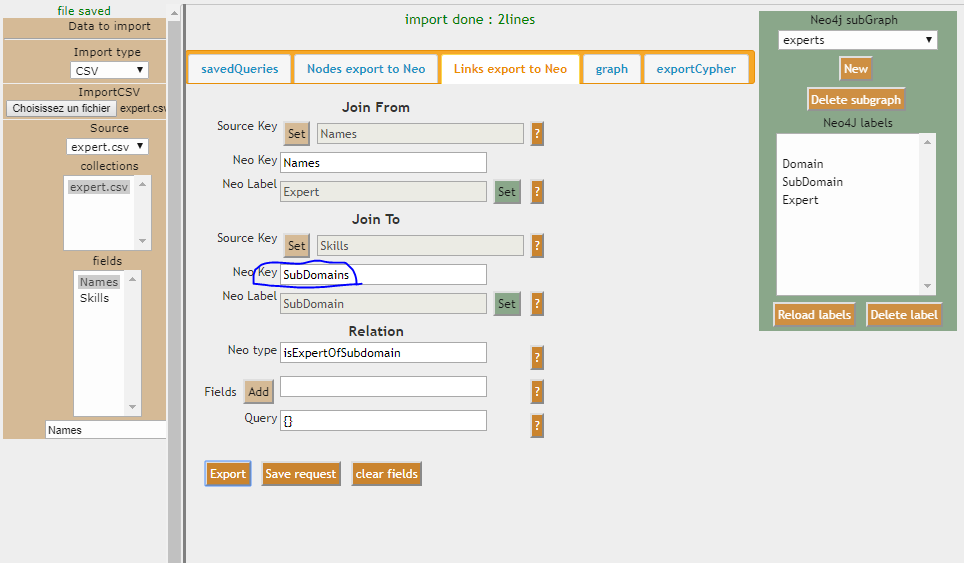 file saved
Data to import
Import type
CSV
ImportCSV
Choisissez un fichier expert.csv
Source
expert.csv
collections
expert.csv
fields
Names
Skills
Names
import done : 2lines
savedQueries Nodes export to Neo Links export to Neo graph exportCypher
Join From
Source Key Set Names ?
Neo Key Names
Neo Label Expert Set ?
Join To
Source Key Set Skills ?
Neo Key SubDomains
Neo Label SubDomain Set ?
Relation
Neo type isExpertOfSubdomain ?
Fields Add ?
Query {} ?
Export Save request clear fields
Neo4j subGraph
experts
New
Delete subgraph
Neo4J labels
Domain
SubDomain
Expert
Reload labels Delete label